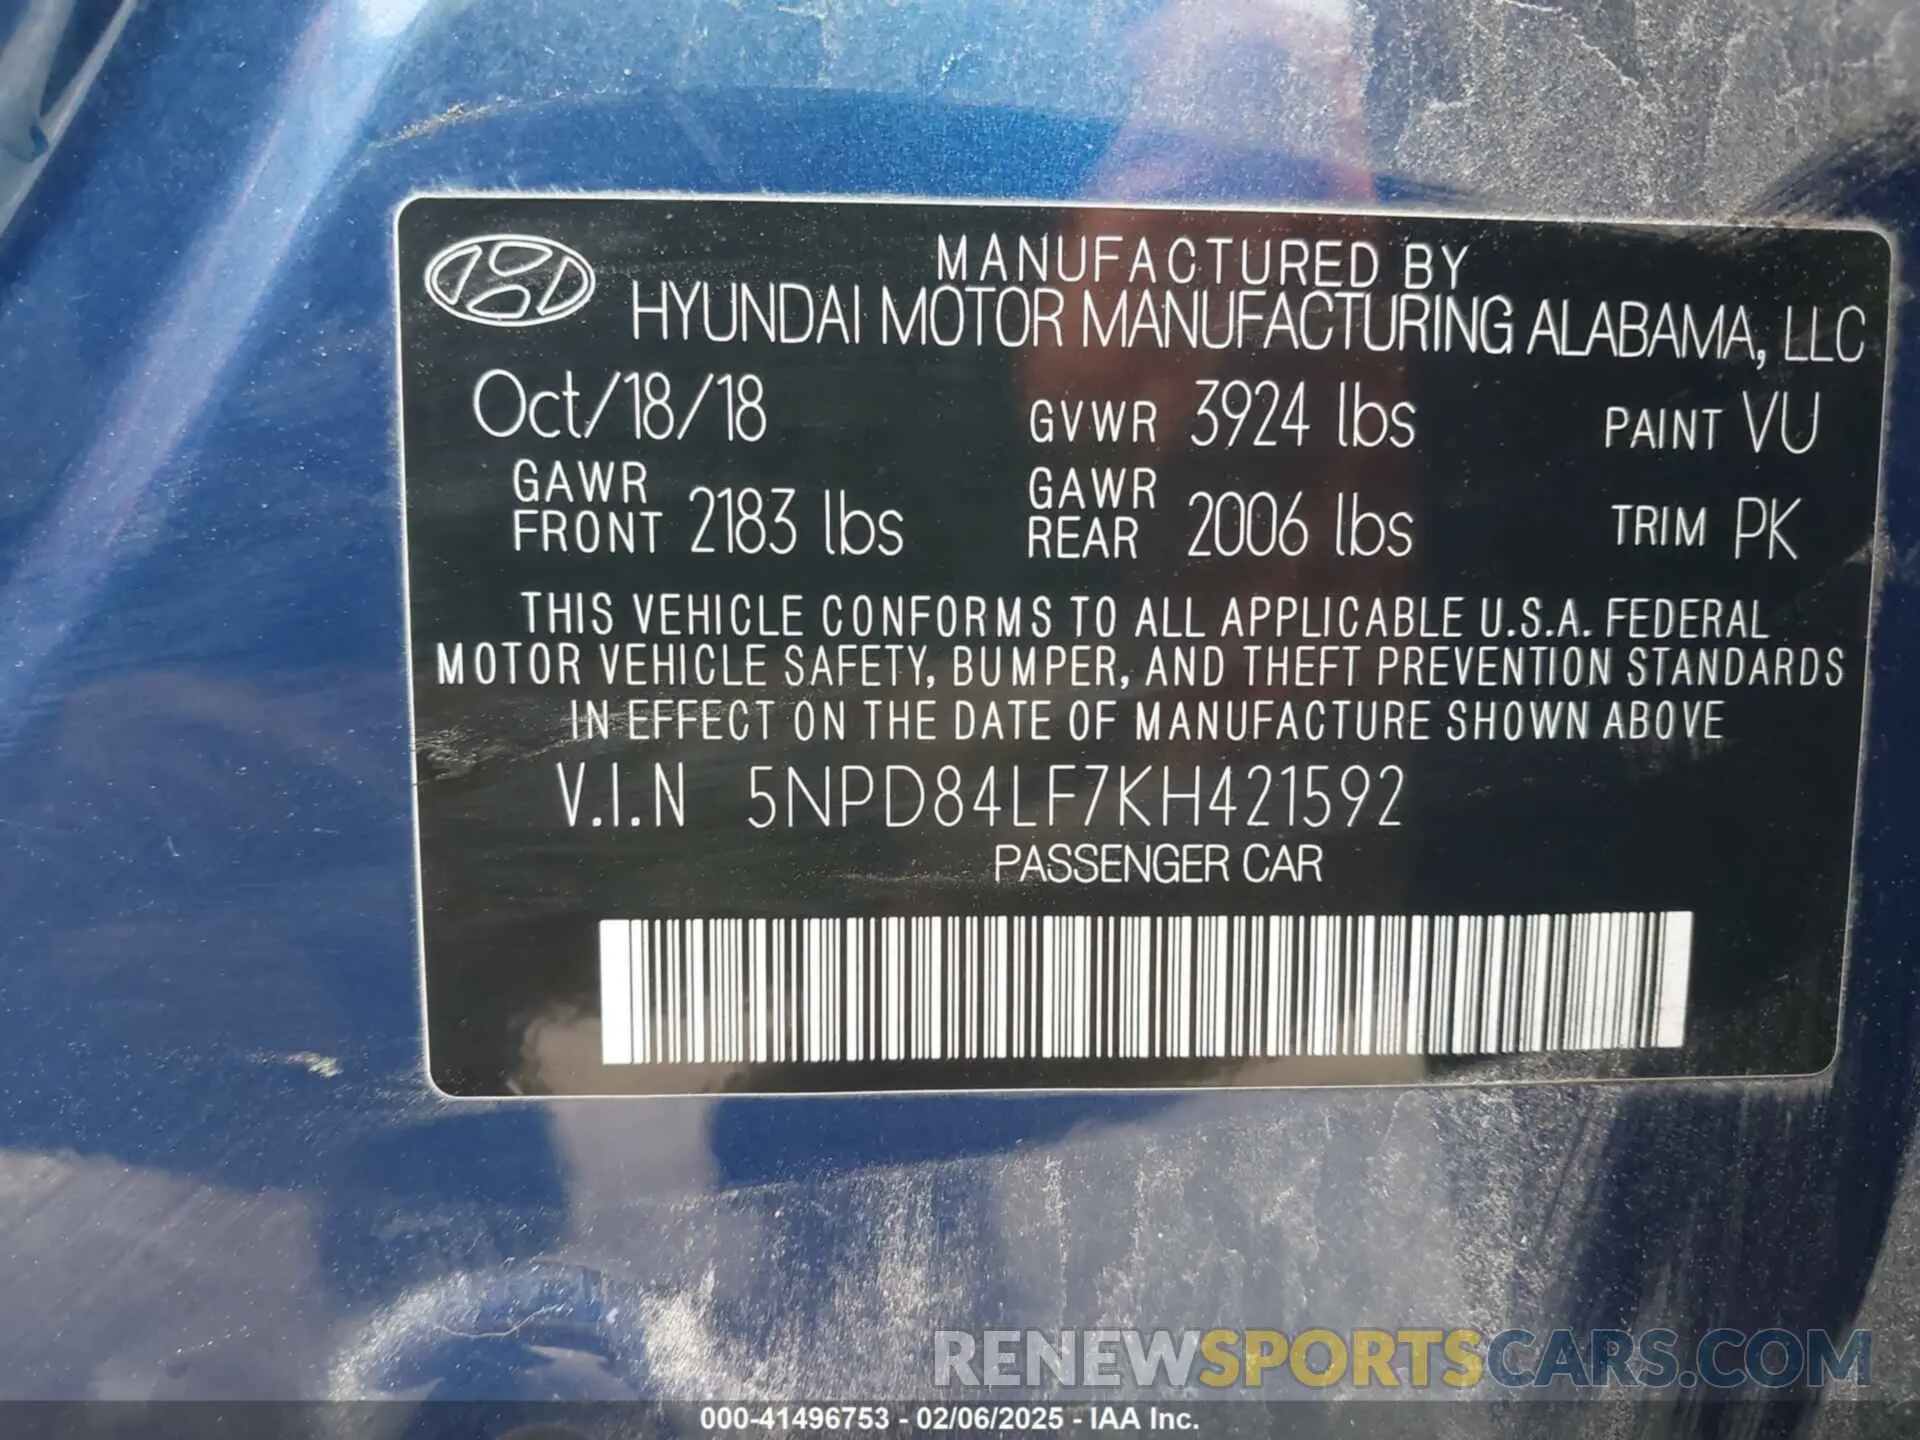 MANUFACTURED BY
HYUNDAI MOTOR MANUFACTURING ALABAMA, LLC
Oct/18/18 GVWR 3924 lbs PAINT VU
GAWR FRONT 2183 lbs GAWR REAR 2006 lbs TRIM PK
THIS VEHICLE CONFORMS TO ALL APPLICABLE U.S.A. FEDERAL
MOTOR VEHICLE SAFETY, BUMPER, AND THEFT PREVENTION STANDARDS
IN EFFECT ON THE DATE OF MANUFACTURE SHOWN ABOVE
V.I.N 5NPD84LF7KH421592
PASSENGER CAR
RENEWSPORTSCARS.COM
000-41496753 - 02/06/2025 - IAA Inc.